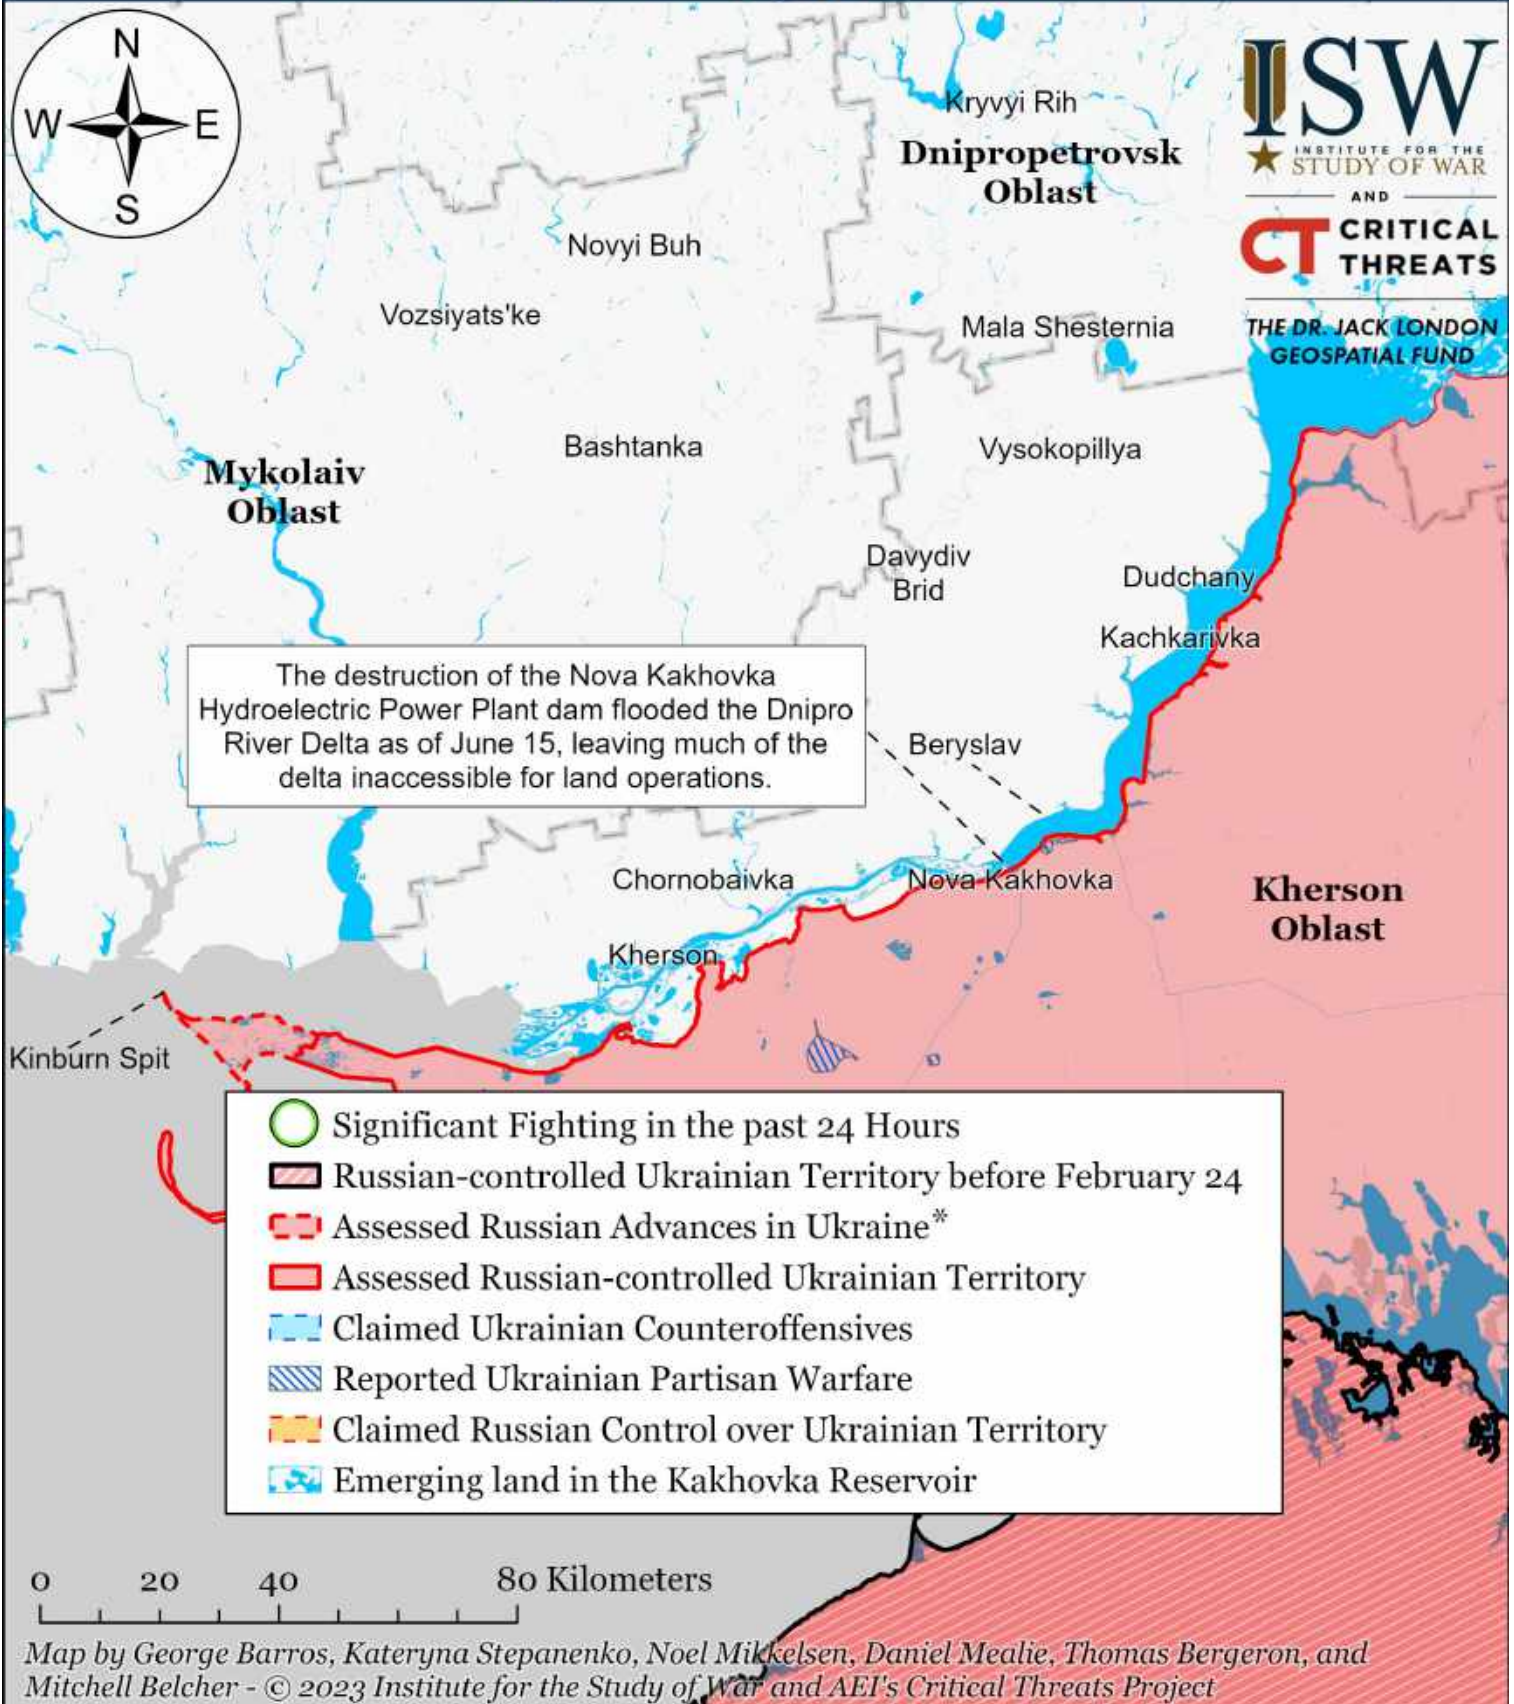 N
W
E
S
ISW
INSTITUTE FOR THE
STUDY OF WAR
AND
CT CRITICAL
THREATS
THE DR. JACK LONDON
GEOSPATIAL FUND
Kryvyi Rih
Dnipropetrovsk
Oblast
Novyi Buh
Vozsiyats'ke
Mala Shesternia
Bashtanka
Vysokopillya
Mykolaiv
Oblast
Davydiv
Brid
Dudchany
Kachkarivka
The destruction of the Nova Kakhovka
Hydroelectric Power Plant dam flooded the Dnipro
River Delta as of June 15, leaving much of the
delta inaccessible for land operations.
Beryslav
Chornobaivka
Nova Kakhovka
Kherson
Oblast
Kherson
Kinburn Spit
Significant Fighting in the past 24 Hours
Russian-controlled Ukrainian Territory before February 24
Assessed Russian Advances in Ukraine*
Assessed Russian-controlled Ukrainian Territory
Claimed Ukrainian Counteroffensives
Reported Ukrainian Partisan Warfare
Claimed Russian Control over Ukrainian Territory
Emerging land in the Kakhovka Reservoir
0 20 40 80 Kilometers
Map by George Barros, Kateryna Stepanenko, Noel Mikkelsen, Daniel Mealie, Thomas Bergeron, and
Mitchell Belcher - © 2023 Institute for the Study of War and AEI's Critical Threats Project